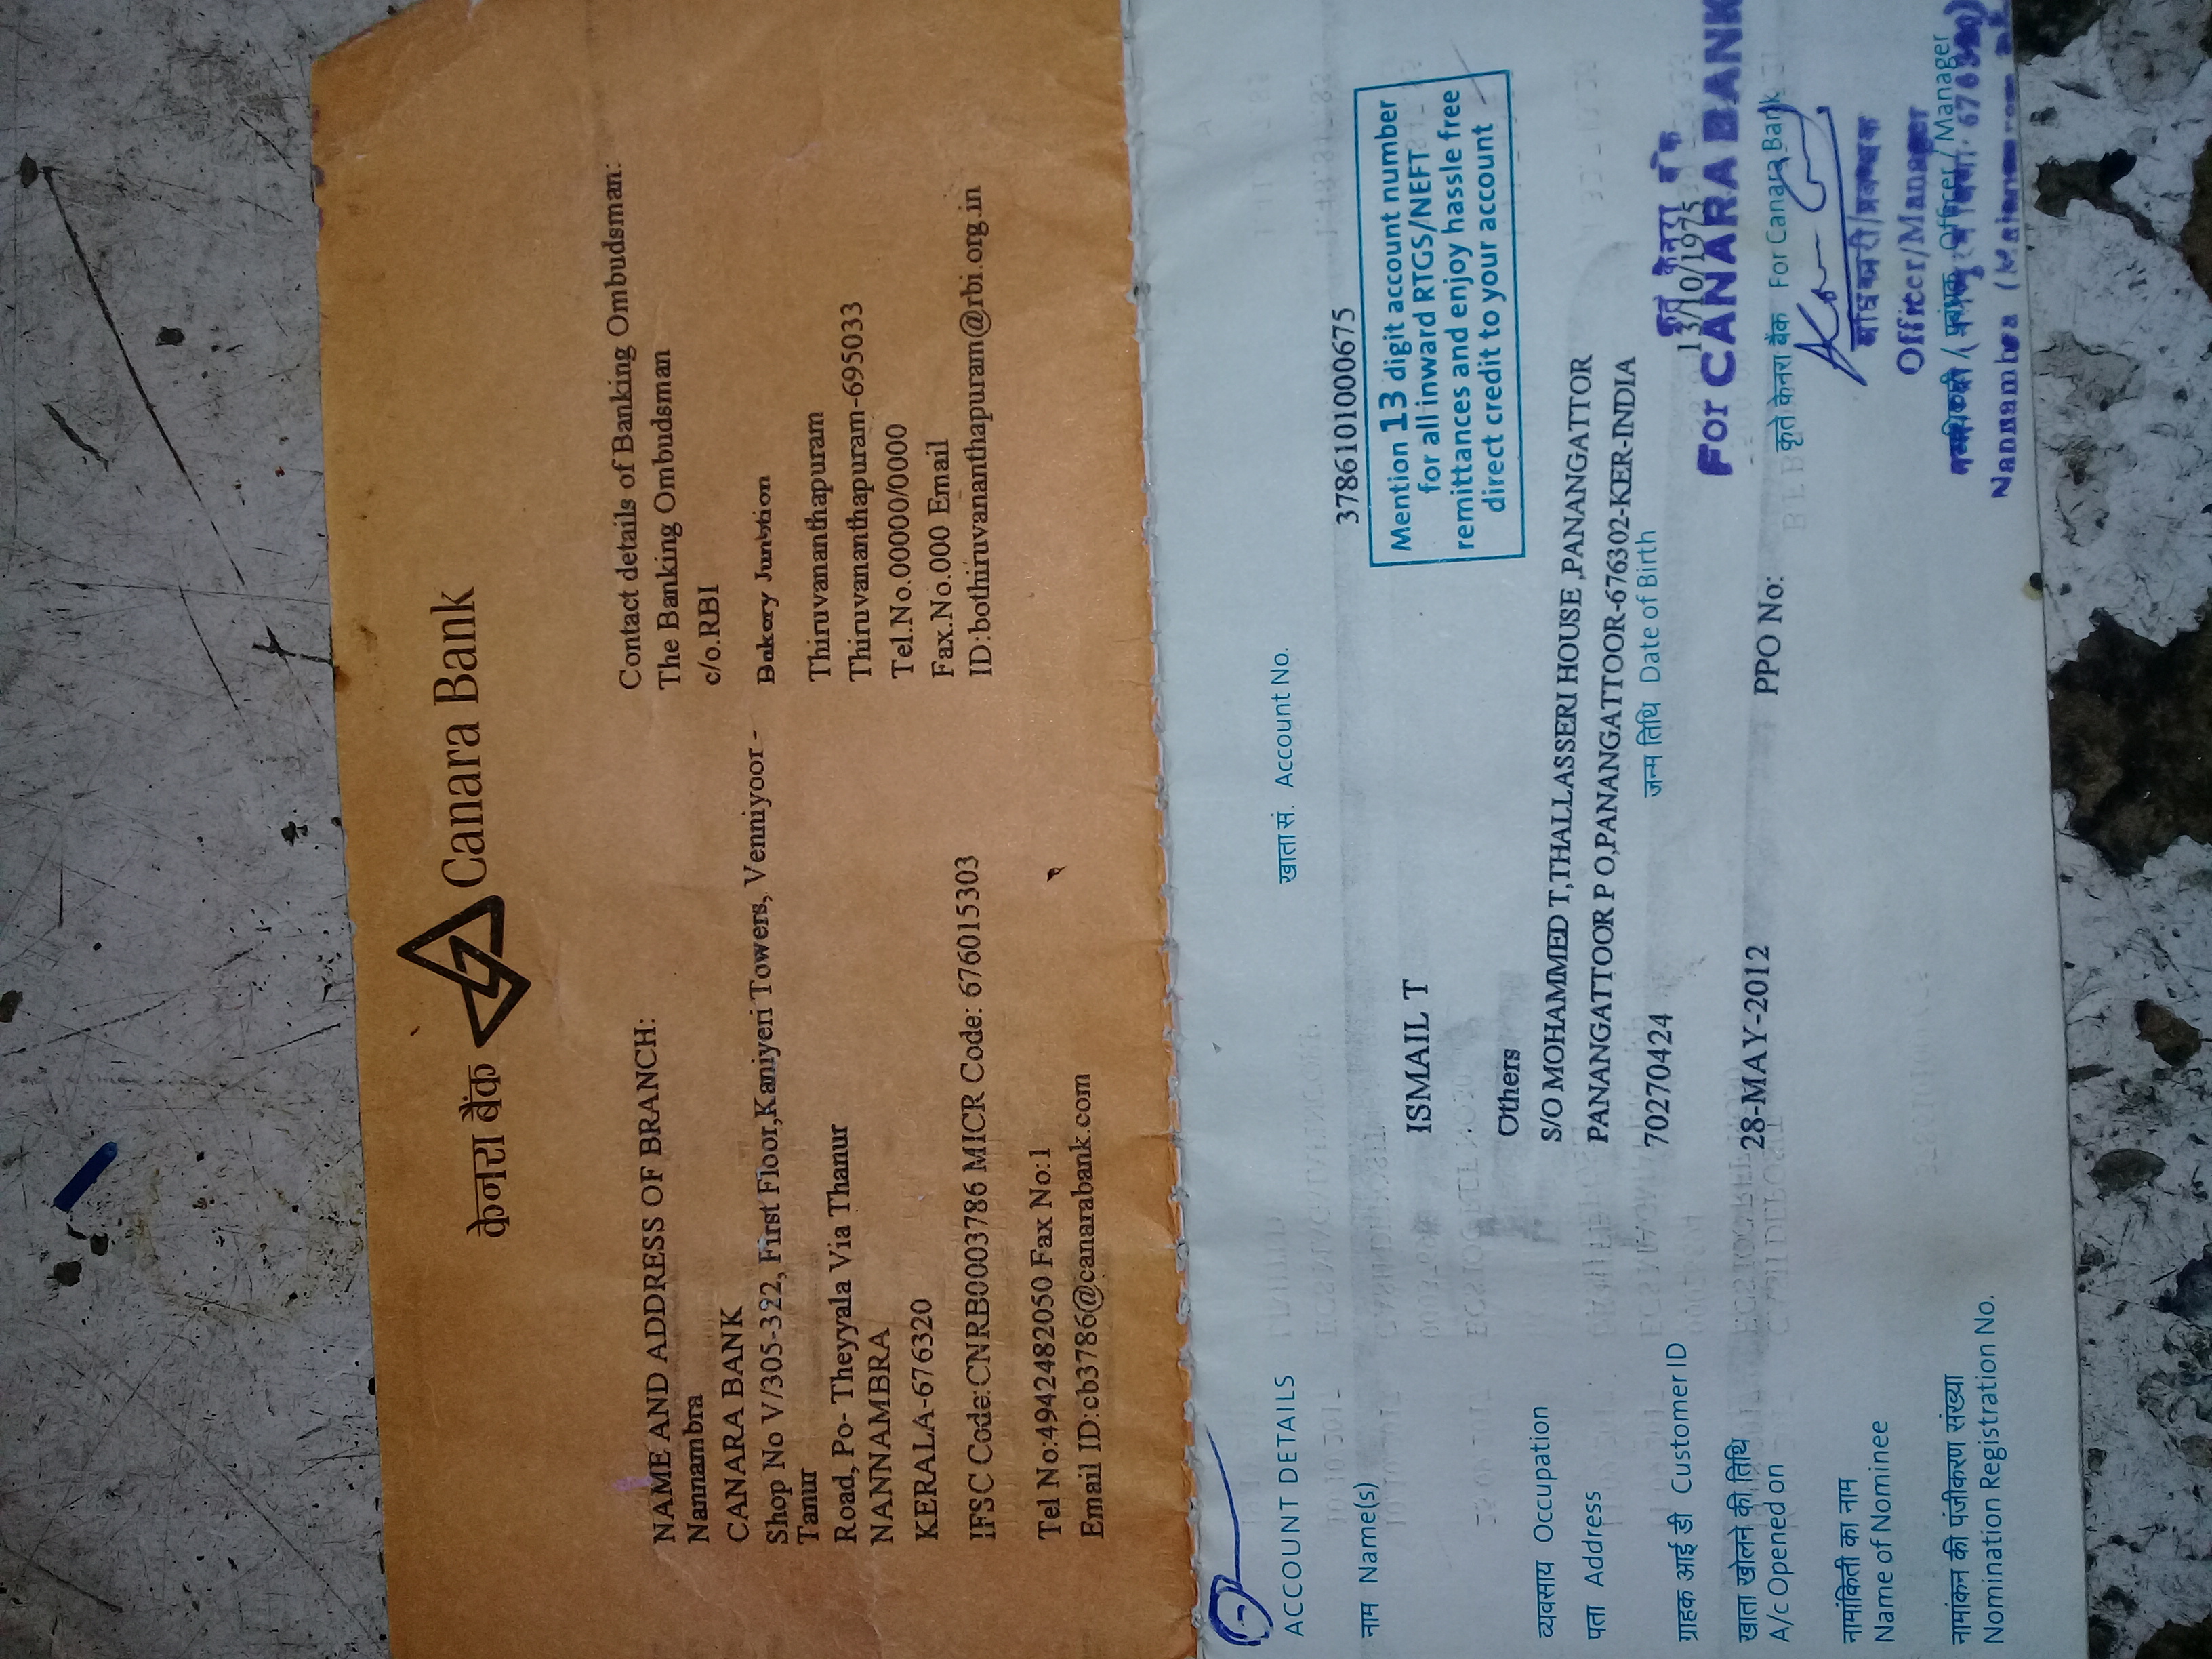 केनरा बैंक Canara Bank
NAME AND ADDRESS OF BRANCH:
Nannambra
CANARA BANK
Shop No V/305-322, First Floor,Kaniyeri Towers, Venniyoor -
Tanur
Road, Po- Theyyala Via Thanur
NANNAMBRA
KERALA-676320
IFSC Code:CNRB0003786 MICR Code: 676015303
Tel No:4942482050 Fax No:1
Email ID:cb3786@canarabank.com
Contact details of Banking Ombudsman:
The Banking Ombudsman
c/o.RBI
Bakery Junbtion
Thiruvananthapuram
Thiruvananthapuram-695033
Tel.No.00000/0000
Fax.No.000 Email
ID:bothiruvananthapuram@rbi.org.in
ACCOUNT DETAILS
खाता सं. Account No.
3786101000675
नाम Name(s)
ISMAIL T
Mention 13 digit account number
for all inward RTGS/NEFT
remittances and enjoy hassle free
direct credit to your account
Others
व्यवसाय Occupation
S/O MOHAMMED T,THALLASSERI HOUSE ,PANANGATTOR
पता Address
PANANGATTOOR P O,PANANGATTOOR-676302-KER-INDIA
70270424
जन्म तिथि Date of Birth
ग्राहक आई डी Customer ID
13/10/1975
कृते केनरा बैंक
For CANARA BANK
खाता खोलने की तिथि
A/c Opened on
28-MAY-2012
PPO No:
कृते केनरा बैंक For Canara Bank
नामांकिती का नाम
Name of Nominee
अधिकारी/प्रबन्धक
Officer/Manager
नामांकन की पंजीकरण संख्या
Nomination Registration No.
अधिकारी / प्रबंधक Officer / Manager
Nannambra